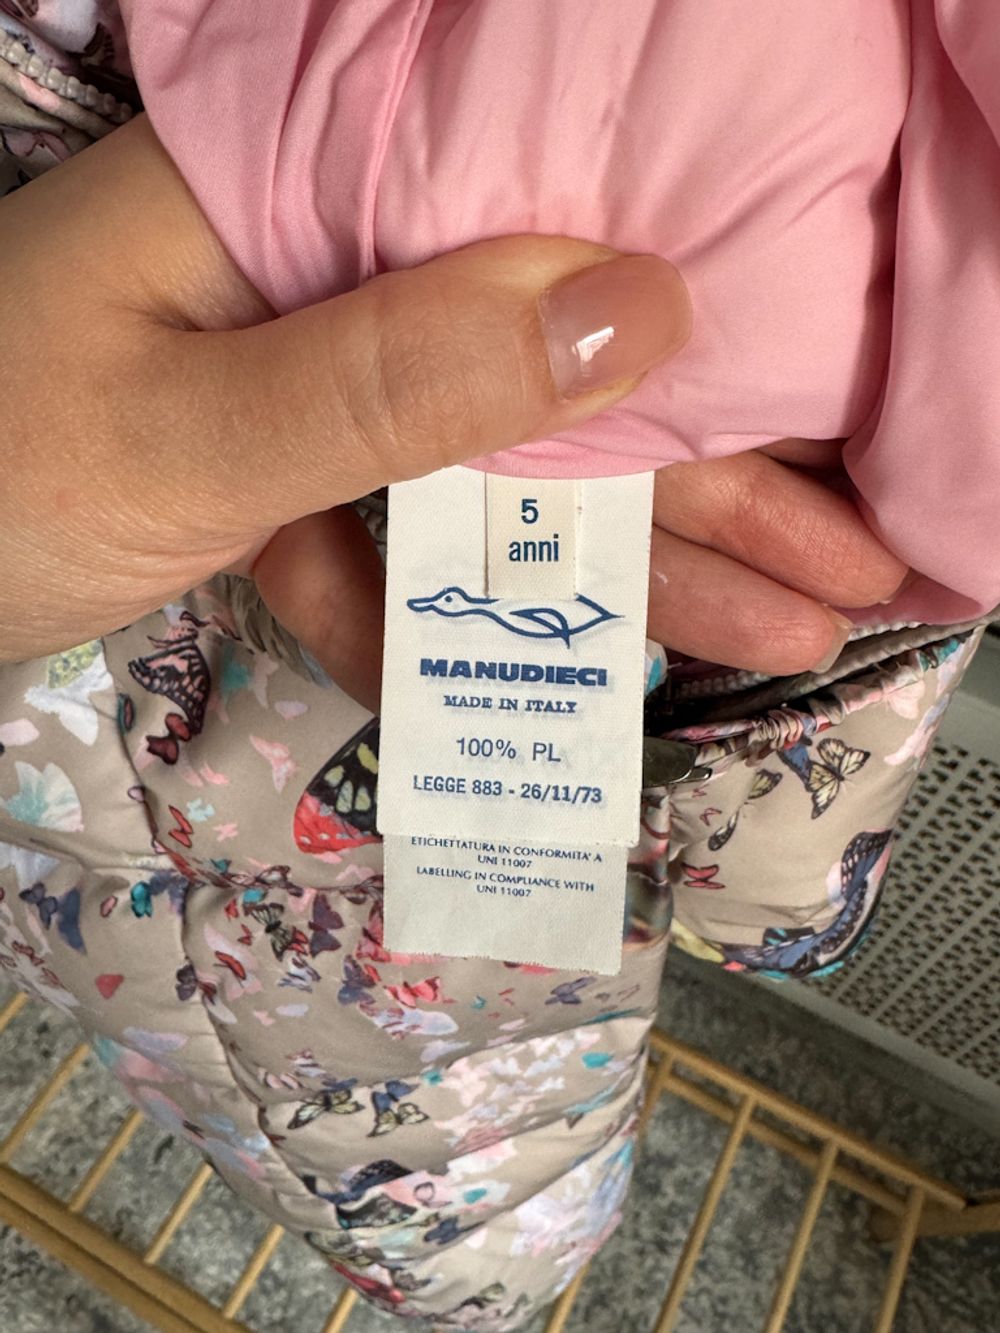 5
anni
MANUDIECI
MADE IN ITALY
100% PL
LEGGE 883 - 26/11/73
ETICHETTATURA IN CONFORMITA' A
UNI 11007
LABELLING IN COMPLIANCE WITH
UNI 11007